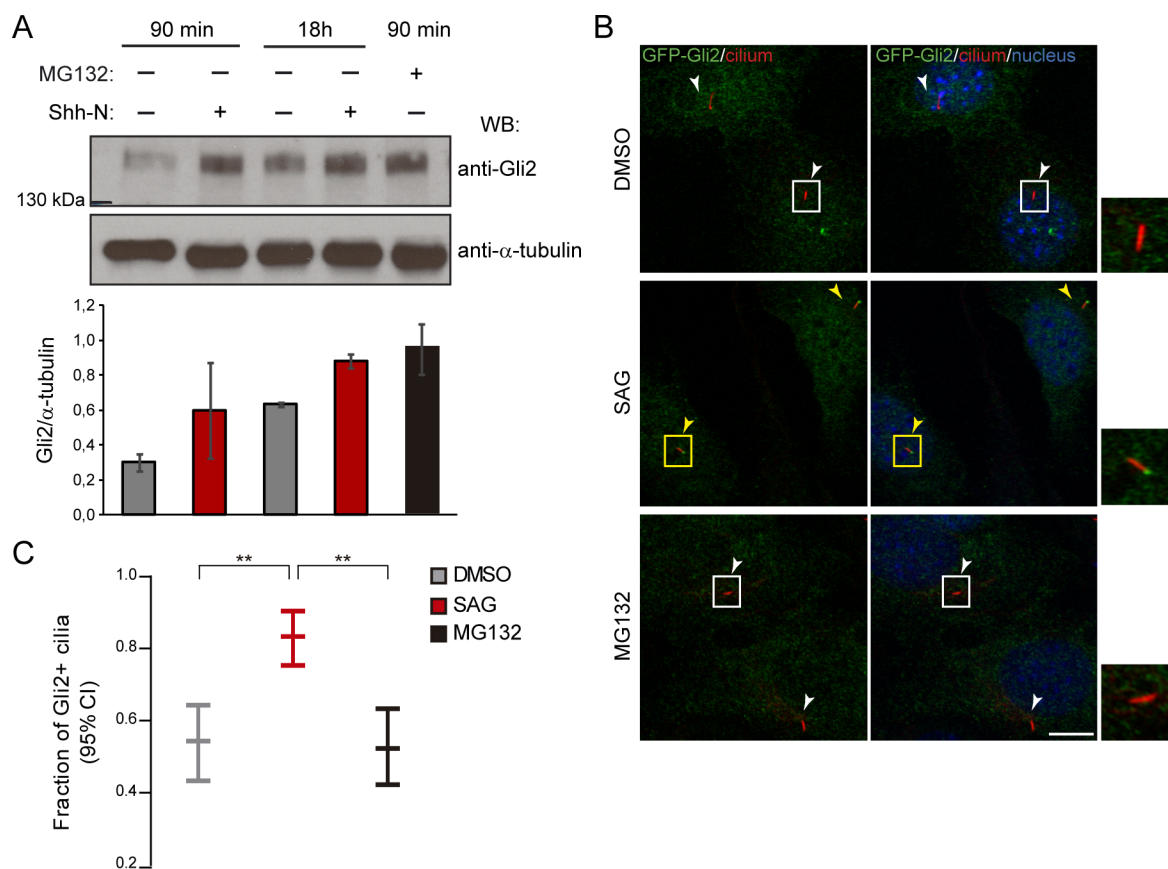 A
90 min 18h 90 min
MG132: – – – – +
Shh-N: – + – + –
WB:
anti-Gli2
130 kDa
anti-α-tubulin
1,2
1,0
0,8
0,6
0,4
0,2
0,0
Gli2/α-tubulin
B
GFP-Gli2/cilium GFP-Gli2/cilium/nucleus
DMSO
SAG
MG132
C
** **
1.0
0.8
0.6
0.4
0.2
Fraction of Gli2+ cilia
(95% CI)
DMSO
SAG
MG132